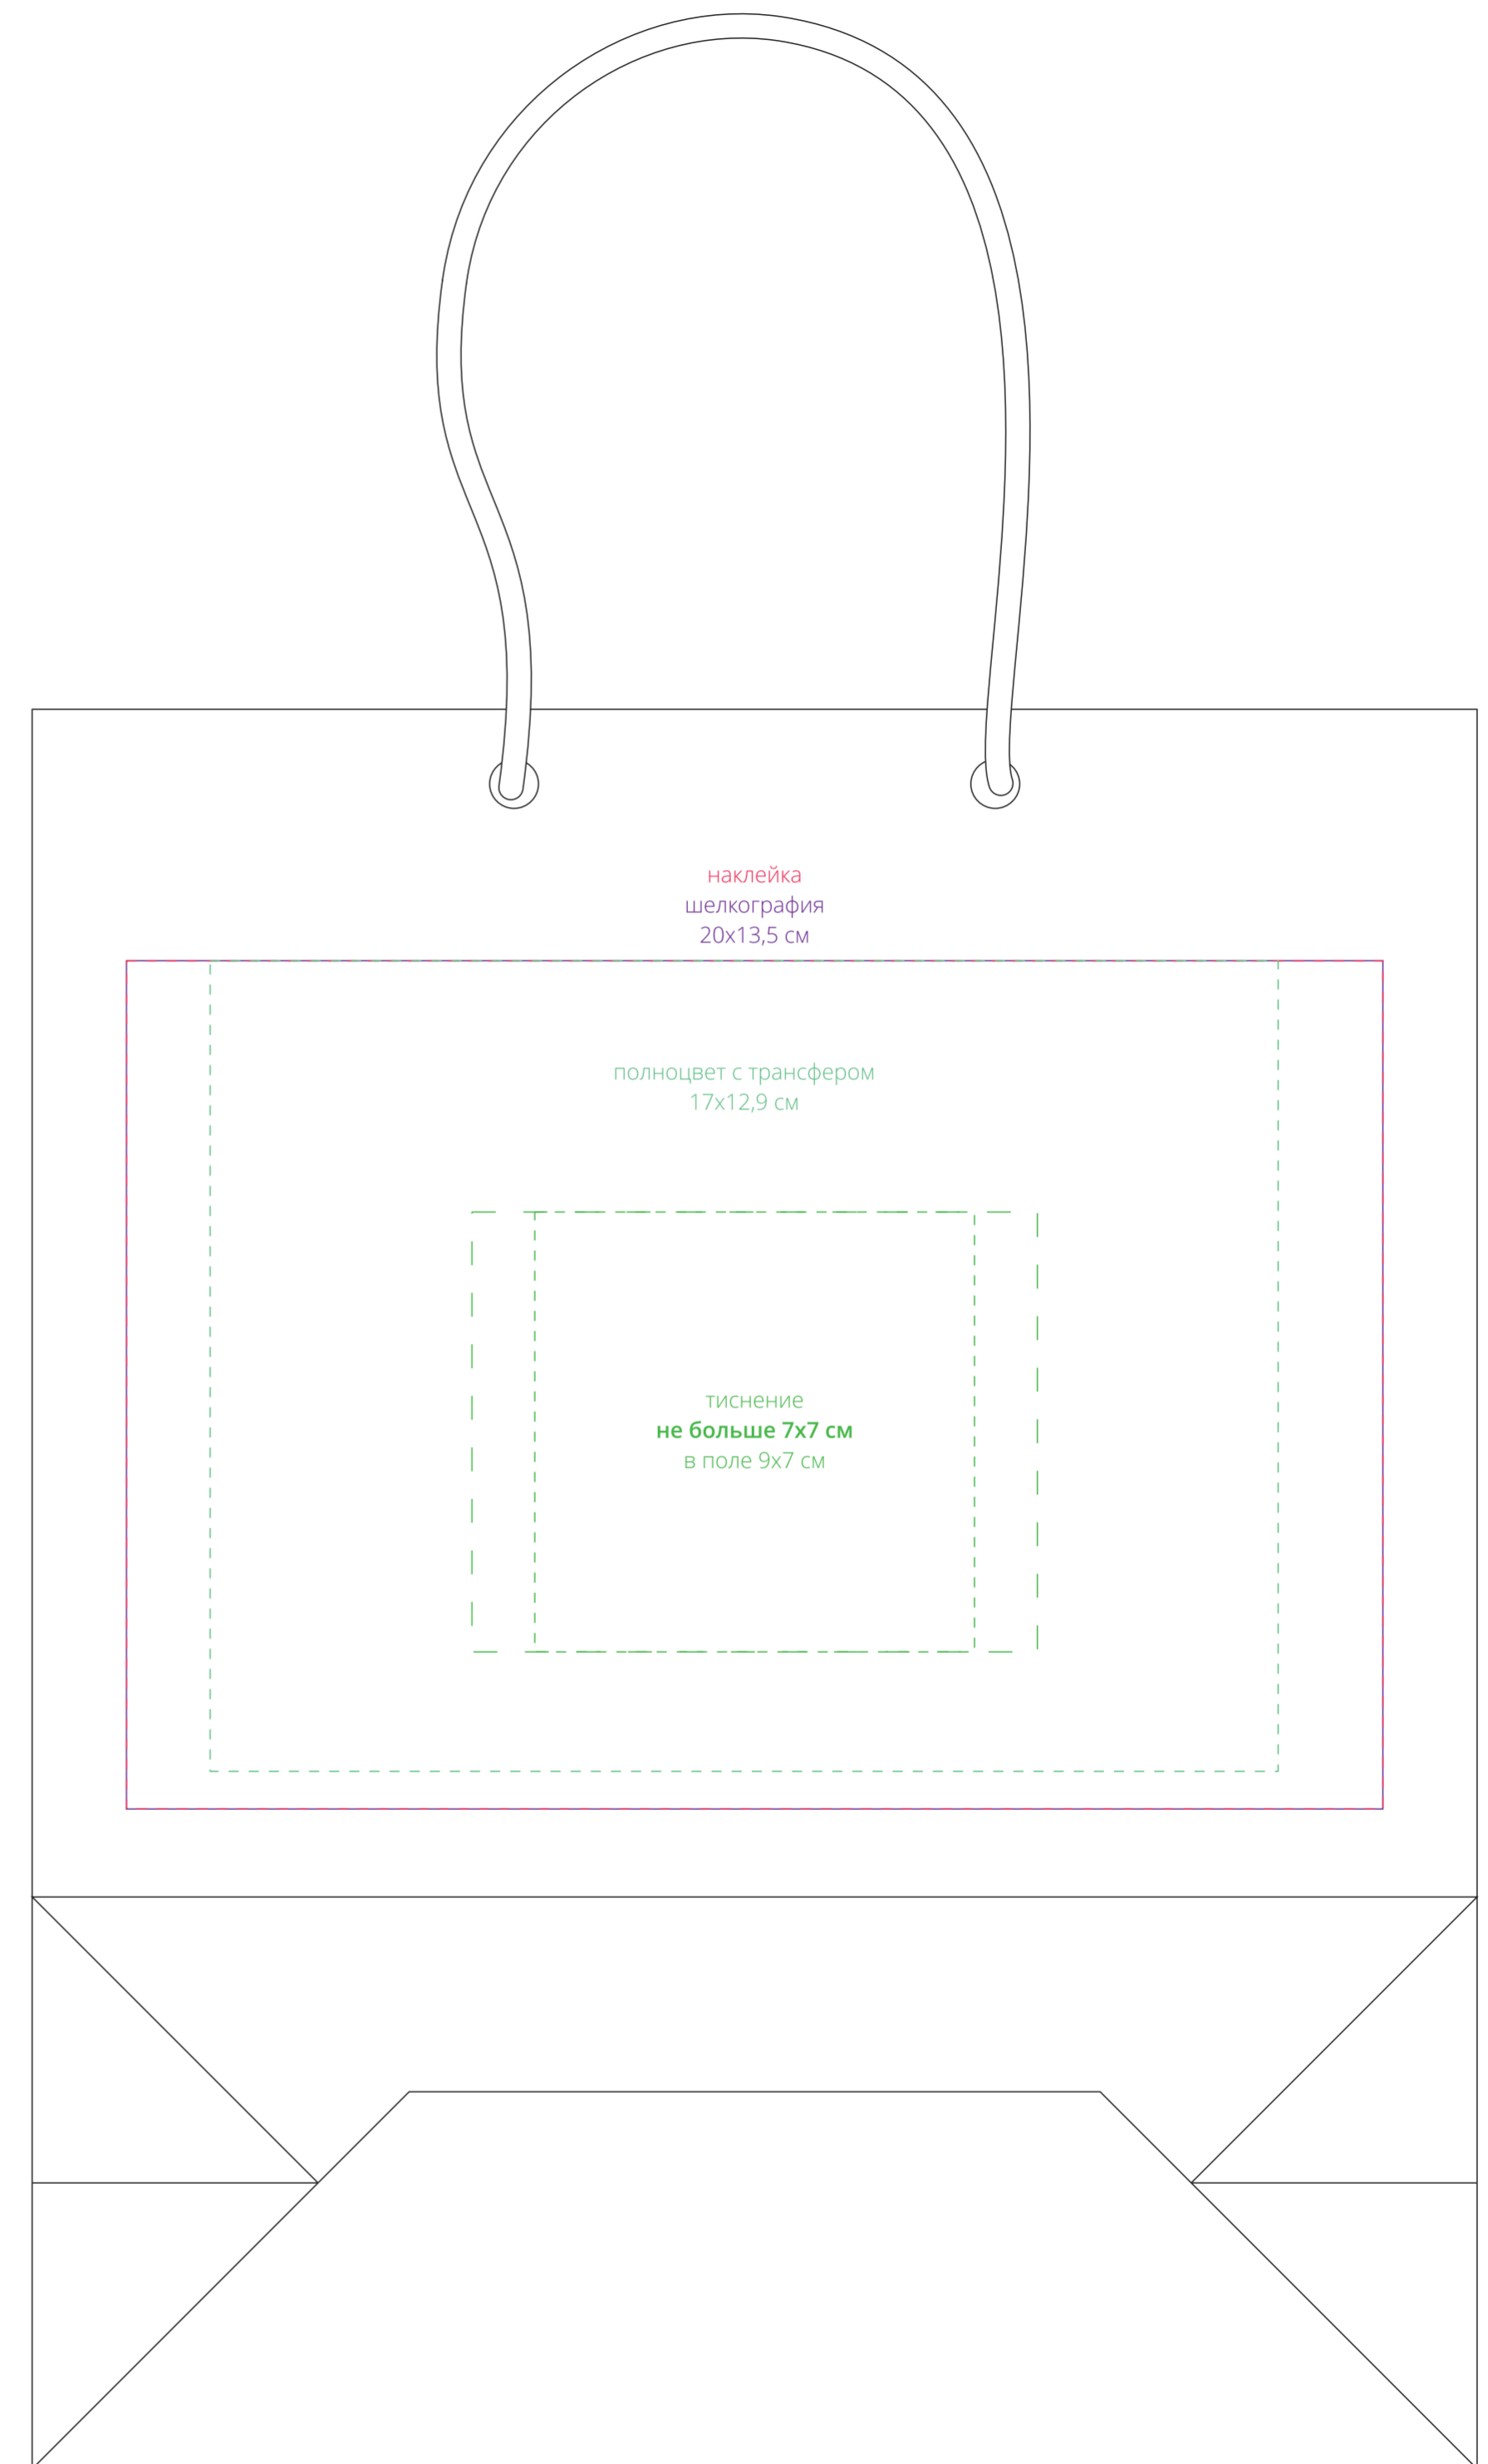 наклейка
шелкография
20х13,5 см
полноцвет с трансфером
17х12,9 см
тиснение
не больше 7х7 см
в поле 9х7 см